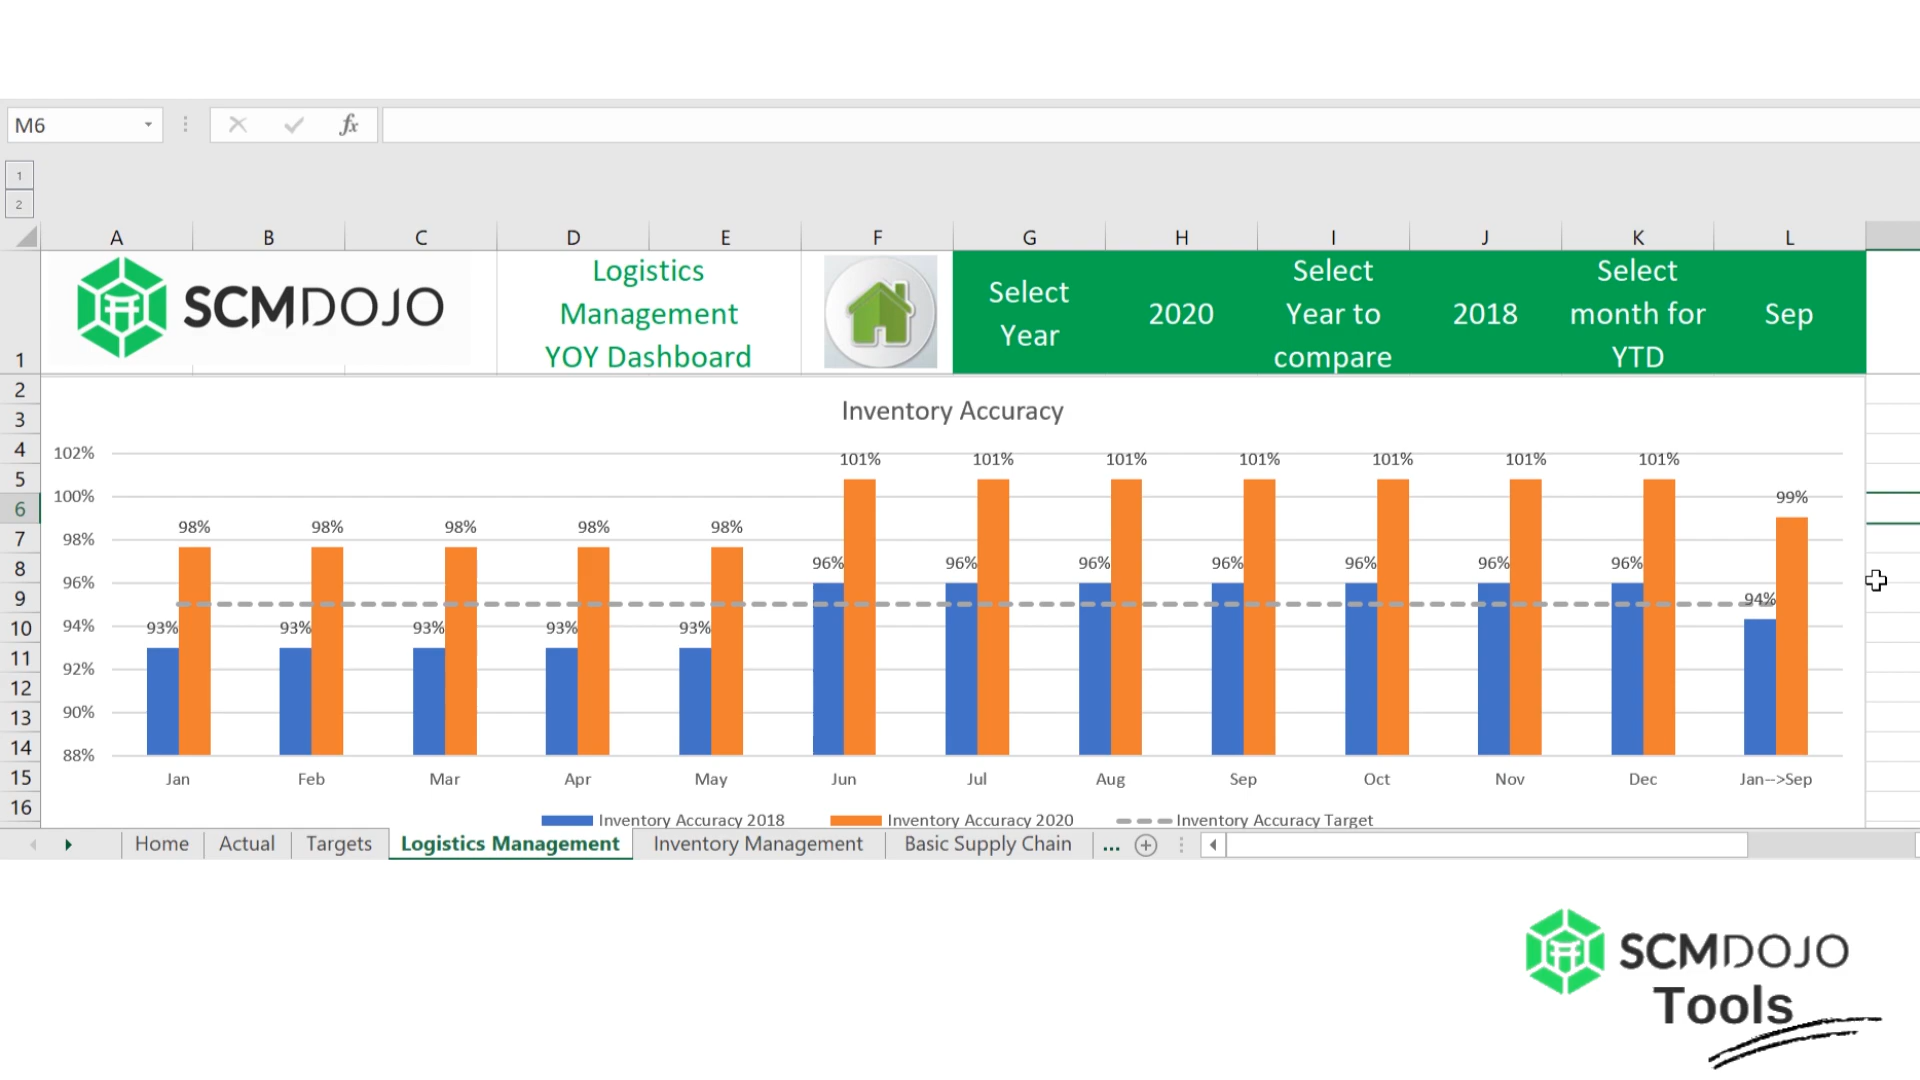 M6
fx
1
2
A B C D E F G H I J K L
SCMDOJO
Logistics
Management
YOY Dashboard
Select
Year
2020
Select
Year to
compare
2018
Select
month for
YTD
Sep
1
2
3
4
5
6
7
8
9
10
11
12
13
14
15
16
Inventory Accuracy
102%
100%
98%
96%
94%
92%
90%
88%
98% 98% 98% 98% 98% 101% 101% 101% 101% 101% 101% 101% 99%
93% 93% 93% 93% 93% 96% 96% 96% 96% 96% 96% 96% 94%
Jan Feb Mar Apr May Jun Jul Aug Sep Oct Nov Dec Jan-->Sep
Inventory Accuracy 2018 Inventory Accuracy 2020 Inventory Accuracy Target
Home Actual Targets Logistics Management Inventory Management Basic Supply Chain ...
SCMDOJO
Tools